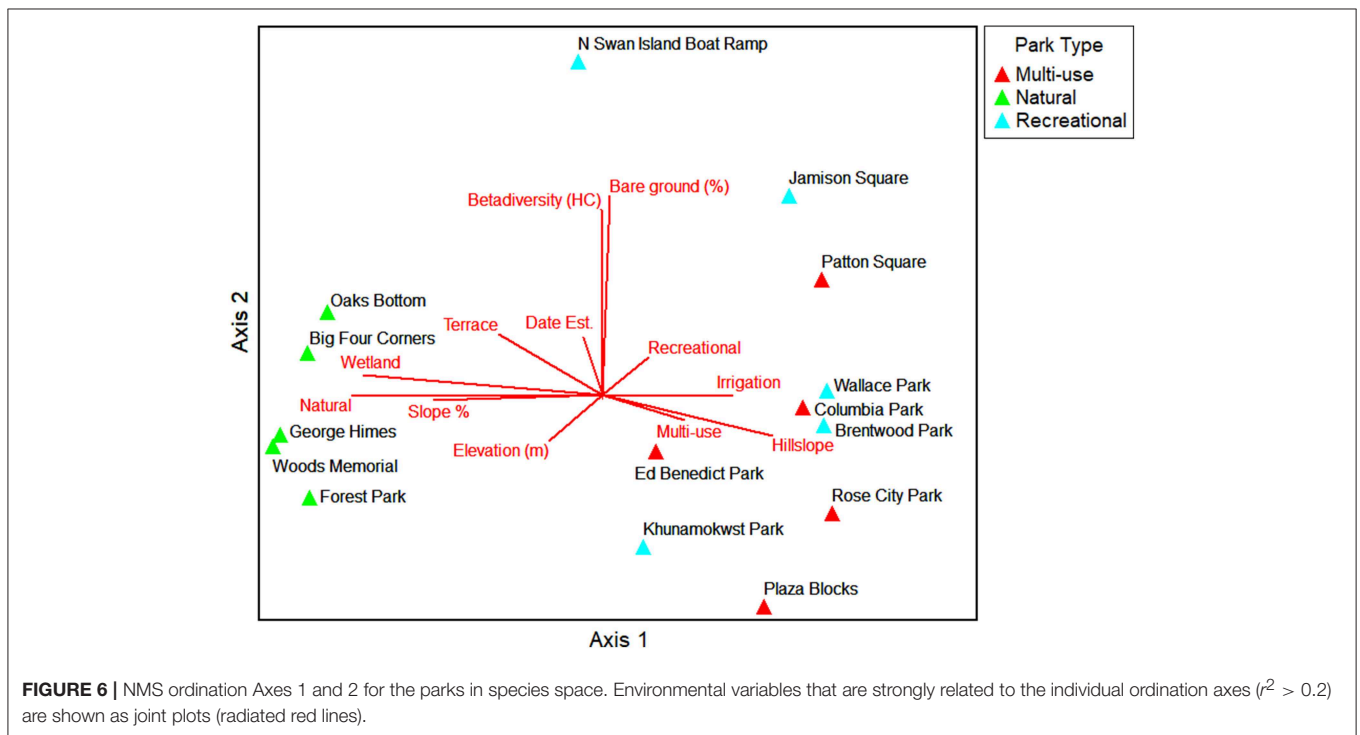 N Swan Island Boat Ramp
Park Type
Multi-use
Natural
Recreational
Jamison Square
Bare ground (%)
Betadiversity (HC)
Patton Square
Oaks Bottom
Terrace
Date Est.
Big Four Corners
Recreational
Wetland
Irrigation
Wallace Park
Natural
Slope %
Columbia Park
Multi-use
Brentwood Park
George Himes
Hillslope
Elevation (m)
Woods Memorial
Ed Benedict Park
Forest Park
Rose City Park
Khunamokwst Park
Plaza Blocks
Axis 2
Axis 1
FIGURE 6 | NMS ordination Axes 1 and 2 for the parks in species space. Environmental variables that are strongly related to the individual ordination axes (r² > 0.2)
are shown as joint plots (radiated red lines).